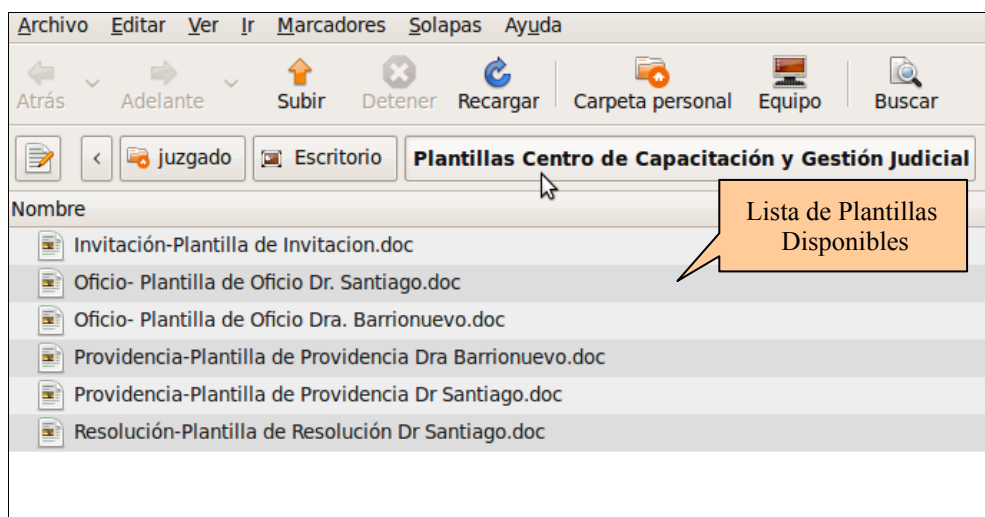 Archivo Editar Ver Ir Marcadores Solapas Ayuda
Atrás Adelante Subir Detener Recargar Carpeta personal Equipo Buscar
< juzgado Escritorio Plantillas Centro de Capacitación y Gestión Judicial
Nombre
Lista de Plantillas
Disponibles
Invitación-Plantilla de Invitacion.doc
Oficio- Plantilla de Oficio Dr. Santiago.doc
Oficio- Plantilla de Oficio Dra. Barrionuevo.doc
Providencia-Plantilla de Providencia Dra Barrionuevo.doc
Providencia-Plantilla de Providencia Dr Santiago.doc
Resolución-Plantilla de Resolución Dr Santiago.doc